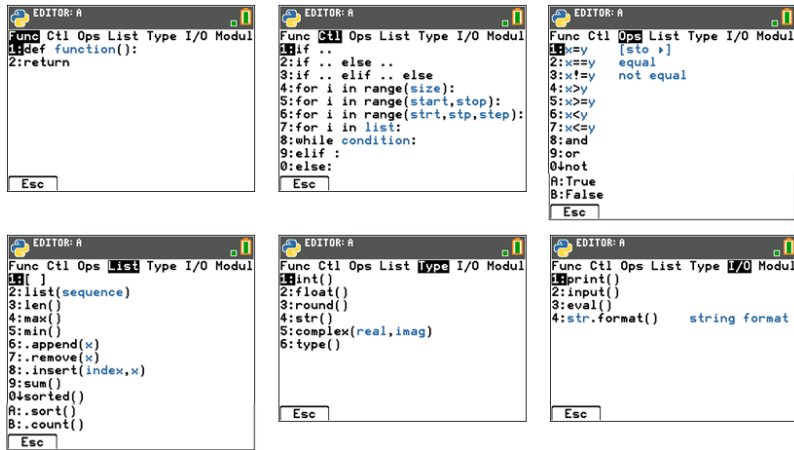 EDITOR: A
Func Ctl Ops List Type I/O Modul
1:def function():
2:return
Esc
EDITOR: A
Func Ctl Ops List Type I/O Modul
1:if ..
2:if .. else ..
3:if .. elif .. else
4:for i in range(size):
5:for i in range(start,stop):
6:for i in range(strt,stp,step):
7:for i in list:
8:while condition:
9:elif :
0:else:
Esc
EDITOR: A
Func Ctl Ops List Type I/O Modul
1:x=y [sto ▸]
2:x==y equal
3:x!=y not equal
4:x>y
5:x>=y
6:x<y
7:x<=y
8:and
9:or
0↓not
A:True
B:False
Esc
EDITOR: A
Func Ctl Ops List Type I/O Modul
1:[ ]
2:list(sequence)
3:len()
4:max()
5:min()
6:.append(x)
7:.remove(x)
8:.insert(index,x)
9:sum()
0↓sorted()
A:.sort()
B:.count()
Esc
EDITOR: A
Func Ctl Ops List Type I/O Modul
1:int()
2:float()
3:round()
4:str()
5:complex(real,imag)
6:type()
Esc
EDITOR: A
Func Ctl Ops List Type I/O Modul
1:print()
2:input()
3:eval()
4:str.format() string format
Esc